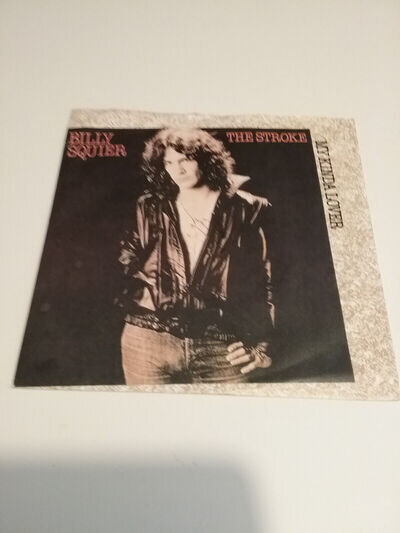 BILLY
SQUIER
THE STROKE
MY KINDA LOVER